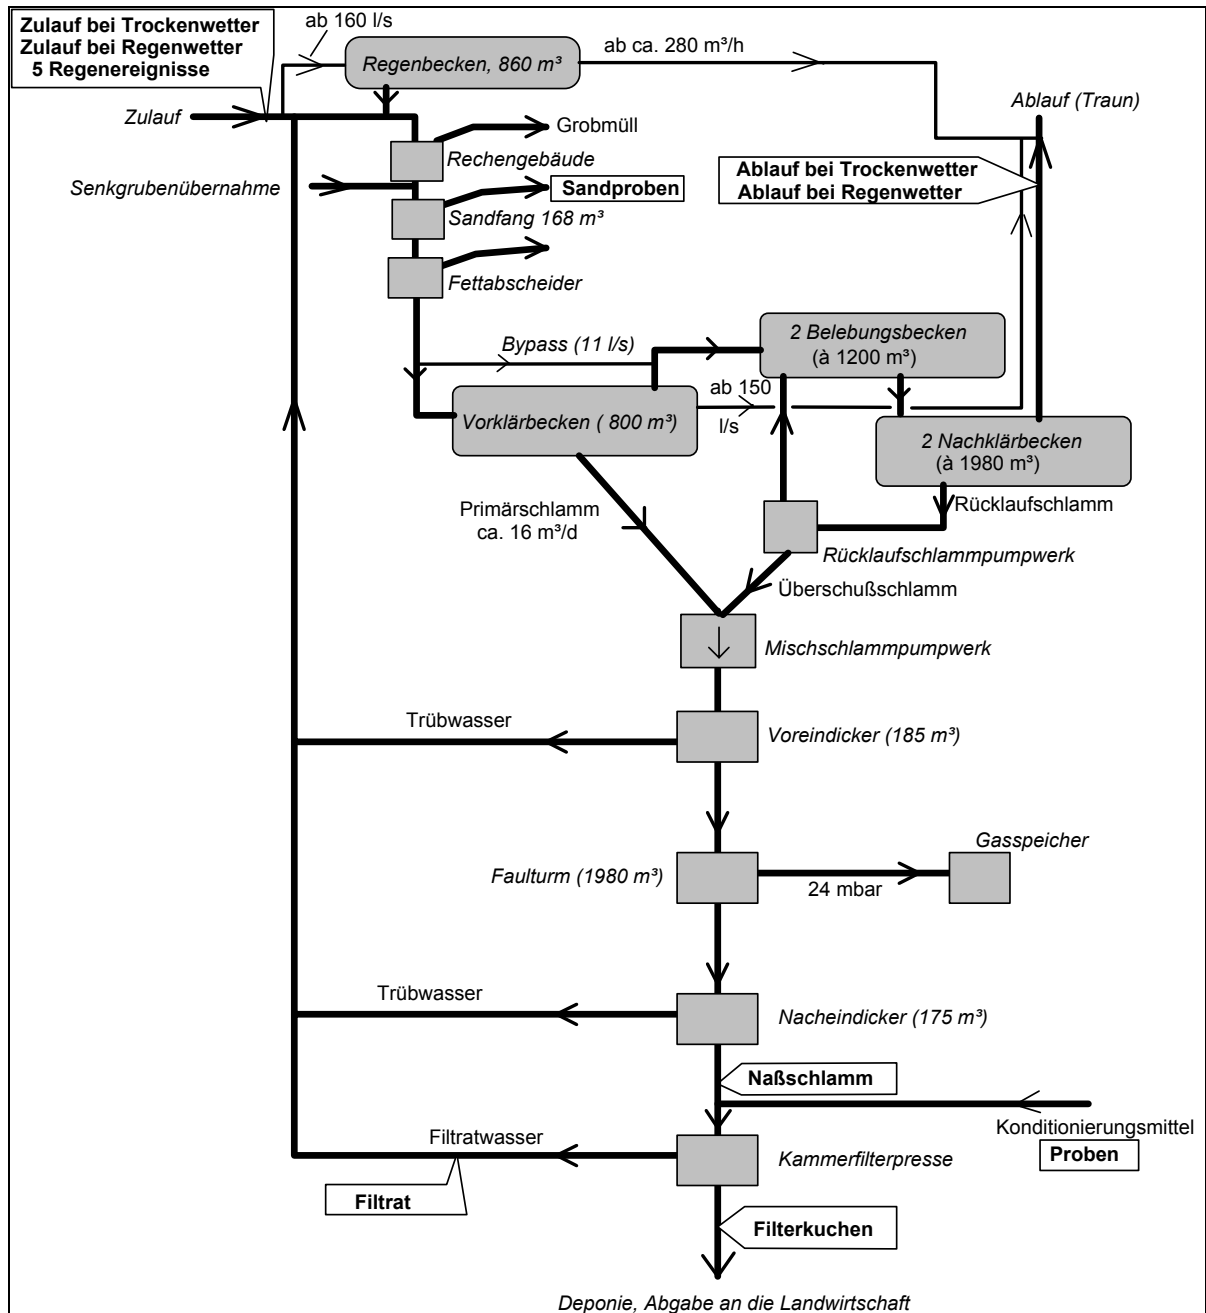 Zulauf bei Trockenwetter
Zulauf bei Regenwetter
5 Regenereignisse
ab 160 l/s
Regenbecken, 860 m³
ab ca. 280 m³/h
Zulauf
Ablauf (Traun)
Grobmüll
Rechengebäude
Senkgrubenübernahme
Sandproben
Ablauf bei Trockenwetter
Ablauf bei Regenwetter
Sandfang 168 m³
Fettabscheider
Bypass (11 l/s)
2 Belebungsbecken
(à 1200 m³)
ab 150
l/s
Vorklärbecken ( 800 m³)
2 Nachklärbecken
(à 1980 m³)
Primärschlamm
ca. 16 m³/d
Rücklaufschlamm
Rücklaufschlammpumpwerk
Überschußschlamm
Mischschlammpumpwerk
Trübwasser
Voreindicker (185 m³)
Gasspeicher
Faulturm (1980 m³)
24 mbar
Trübwasser
Nacheindicker (175 m³)
Naßschlamm
Konditionierungsmittel
Proben
Filtratwasser
Kammerfilterpresse
Filtrat
Filterkuchen
Deponie, Abgabe an die Landwirtschaft